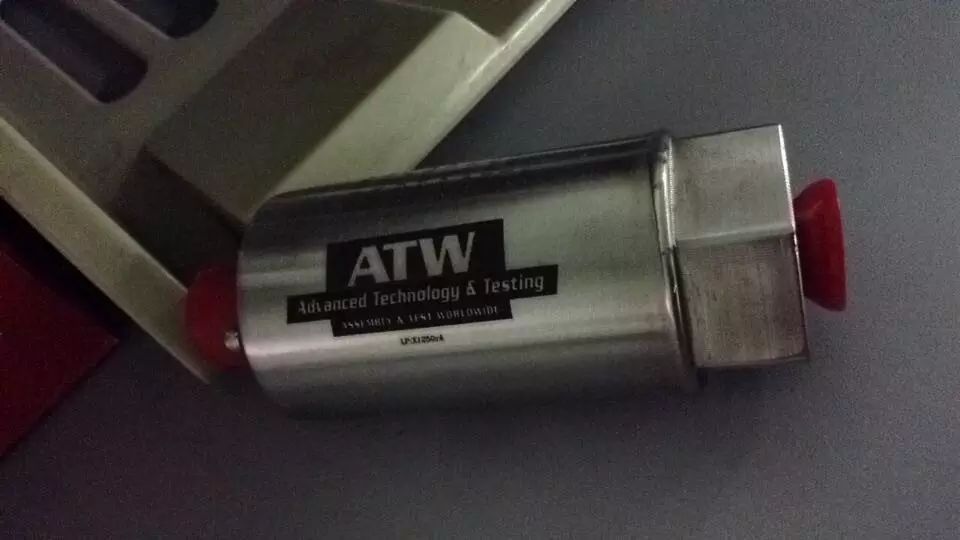 ATW
Advanced Technology & Testing
ASSEMBLY & TEST WORLDWIDE